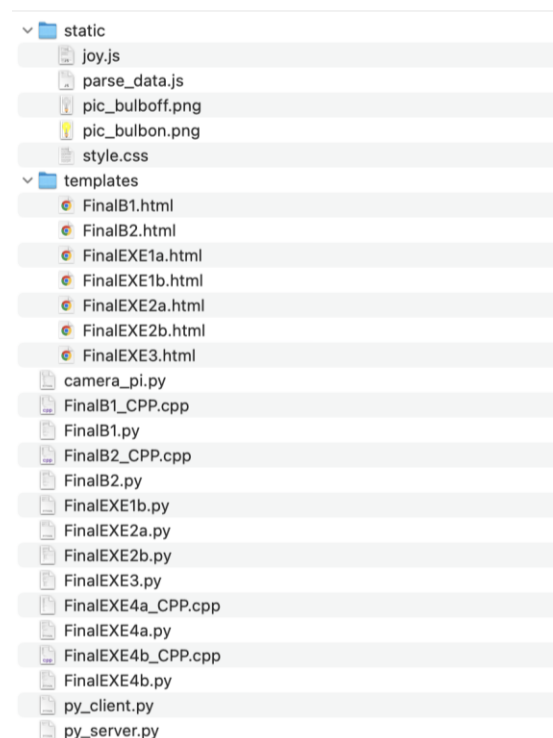 static
joy.js
parse_data.js
pic_bulboff.png
pic_bulbon.png
style.css
templates
FinalB1.html
FinalB2.html
FinalEXE1a.html
FinalEXE1b.html
FinalEXE2a.html
FinalEXE2b.html
FinalEXE3.html
camera_pi.py
FinalB1_CPP.cpp
FinalB1.py
FinalB2_CPP.cpp
FinalB2.py
FinalEXE1b.py
FinalEXE2a.py
FinalEXE2b.py
FinalEXE3.py
FinalEXE4a_CPP.cpp
FinalEXE4a.py
FinalEXE4b_CPP.cpp
FinalEXE4b.py
py_client.py
py_server.py